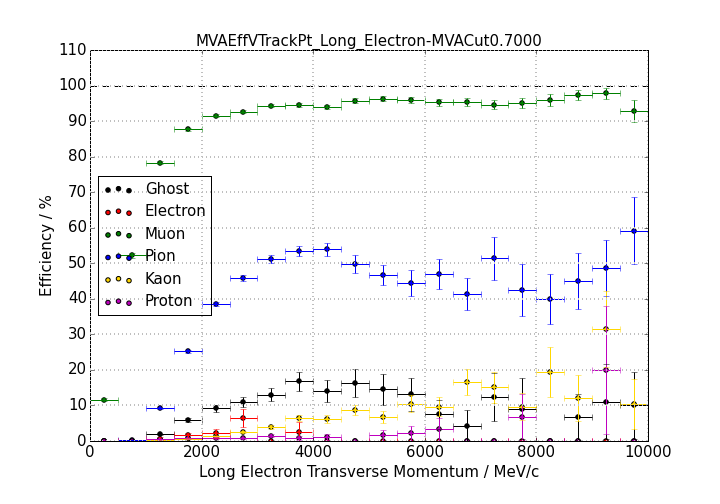 MVAEffVTrackPt_Long_Electron-MVACut0.7000
110
100
90
80
70
60
50
40
30
20
10
0
Efficiency / %
Ghost
Electron
Muon
Pion
Kaon
Proton
0 2000 4000 6000 8000 10000
Long Electron Transverse Momentum / MeV/c